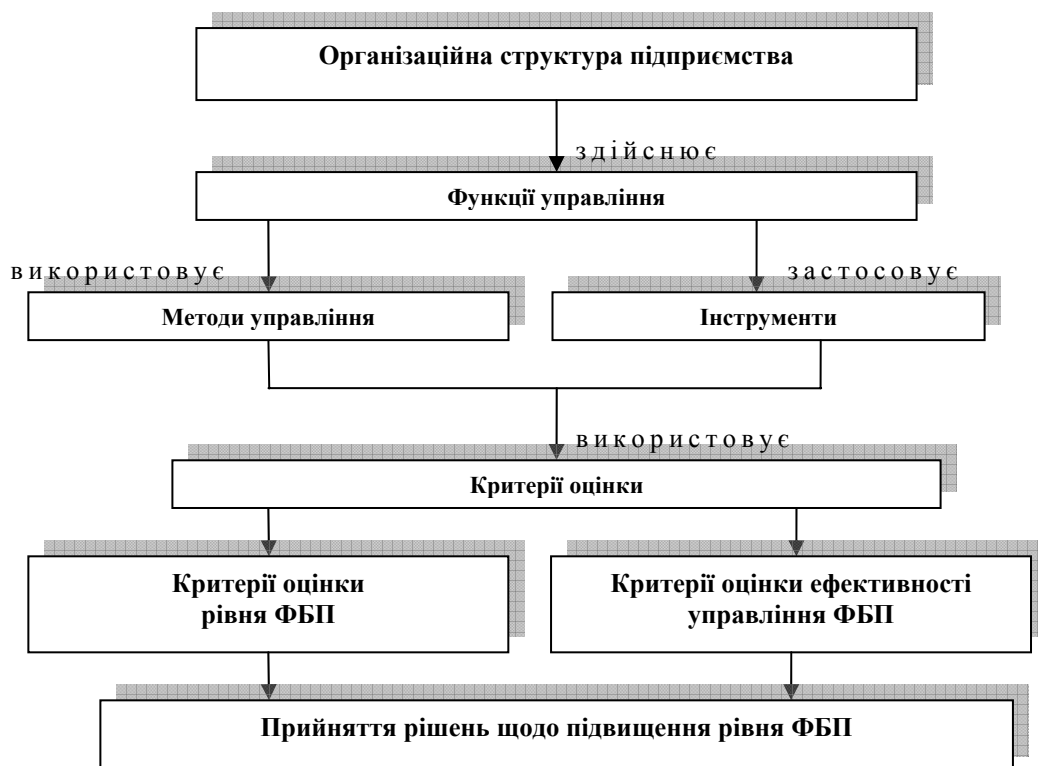 Організаційна структура підприємства
здійснює
Функції управління
використовує
застосовує
Методи управління
Інструменти
використовує
Критерії оцінки
Критерії оцінки
рівня ФБП
Критерії оцінки ефективності
управління ФБП
Прийняття рішень щодо підвищення рівня ФБП